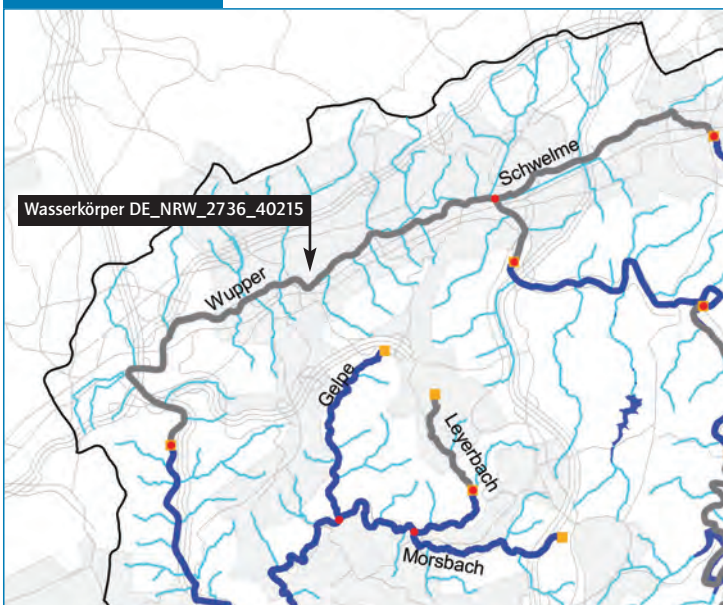 Schwelme
Wasserkörper DE_NRW_2736_40215
Wupper
Gelpe
Leyerbach
Morsbach